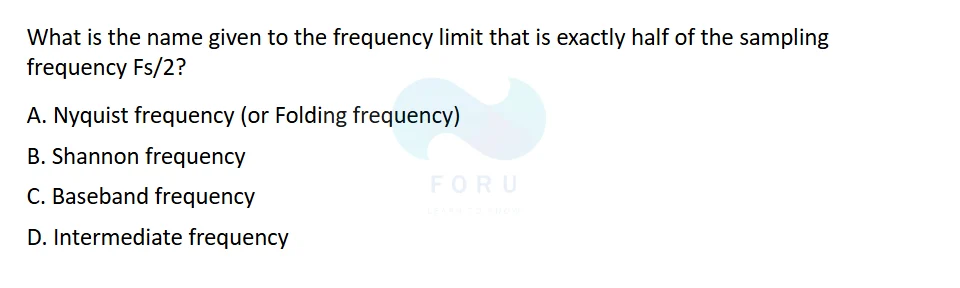 What is the name given to the frequency limit that is exactly half of the sampling
frequency Fs/2?
A. Nyquist frequency (or Folding frequency)
B. Shannon frequency
C. Baseband frequency
D. Intermediate frequency
FORU